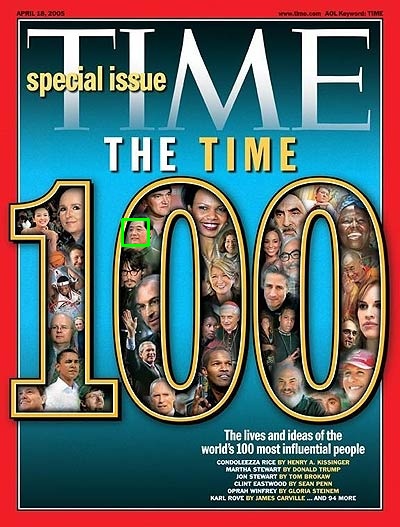 APRIL 18, 2005
www.time.com AOL Keyword: TIME
TIME
special issue
THE TIME
100
The lives and ideas of the
world's 100 most influential people
CONDOLEEZZA RICE BY HENRY A. KISSINGER
MARTHA STEWART BY DONALD TRUMP
JON STEWART BY TOM BROKAW
CLINT EASTWOOD BY SEAN PENN
OPRAH WINFREY BY GLORIA STEINEM
KARL ROVE BY JAMES CARVILLE ... AND 94 MORE